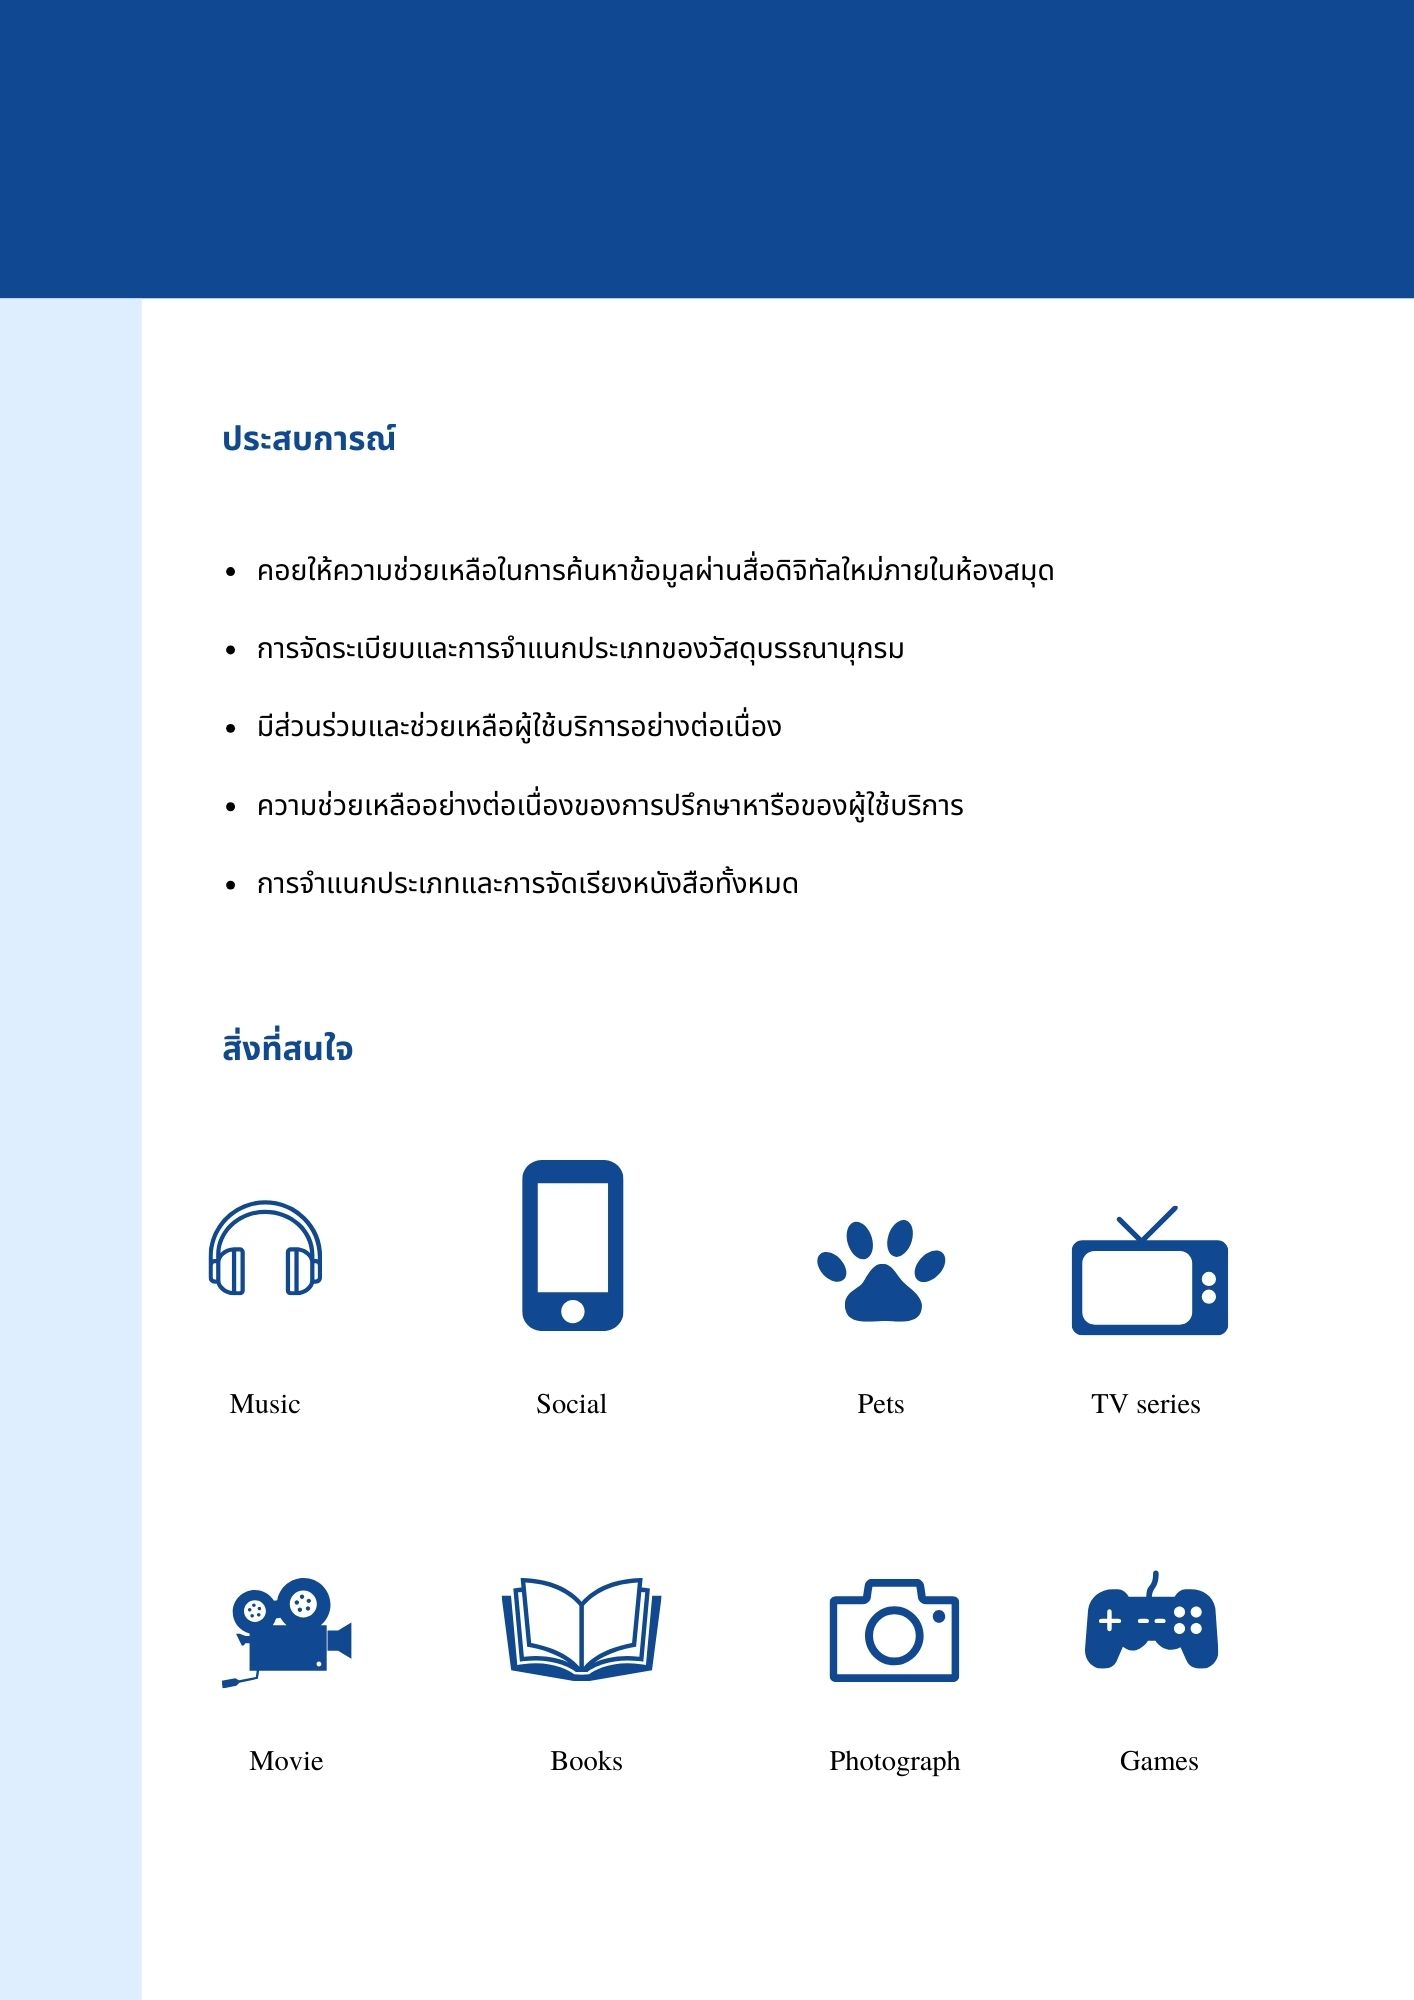 ประสบการณ์
• คอยให้ความช่วยเหลือในการค้นหาข้อมูลผ่านสื่อดิจิทัลใหม่ภายในห้องสมุด
• การจัดระเบียบและการจำแนกประเภทของวัสดุบรรณานุกรม
• มีส่วนร่วมและช่วยเหลือผู้ใช้บริการอย่างต่อเนื่อง
• ความช่วยเหลืออย่างต่อเนื่องของการปรึกษาหารือของผู้ใช้บริการ
• การจำแนกประเภทและการจัดเรียงหนังสือทั้งหมด
สิ่งที่สนใจ
Music Social Pets TV series
Movie Books Photograph Games